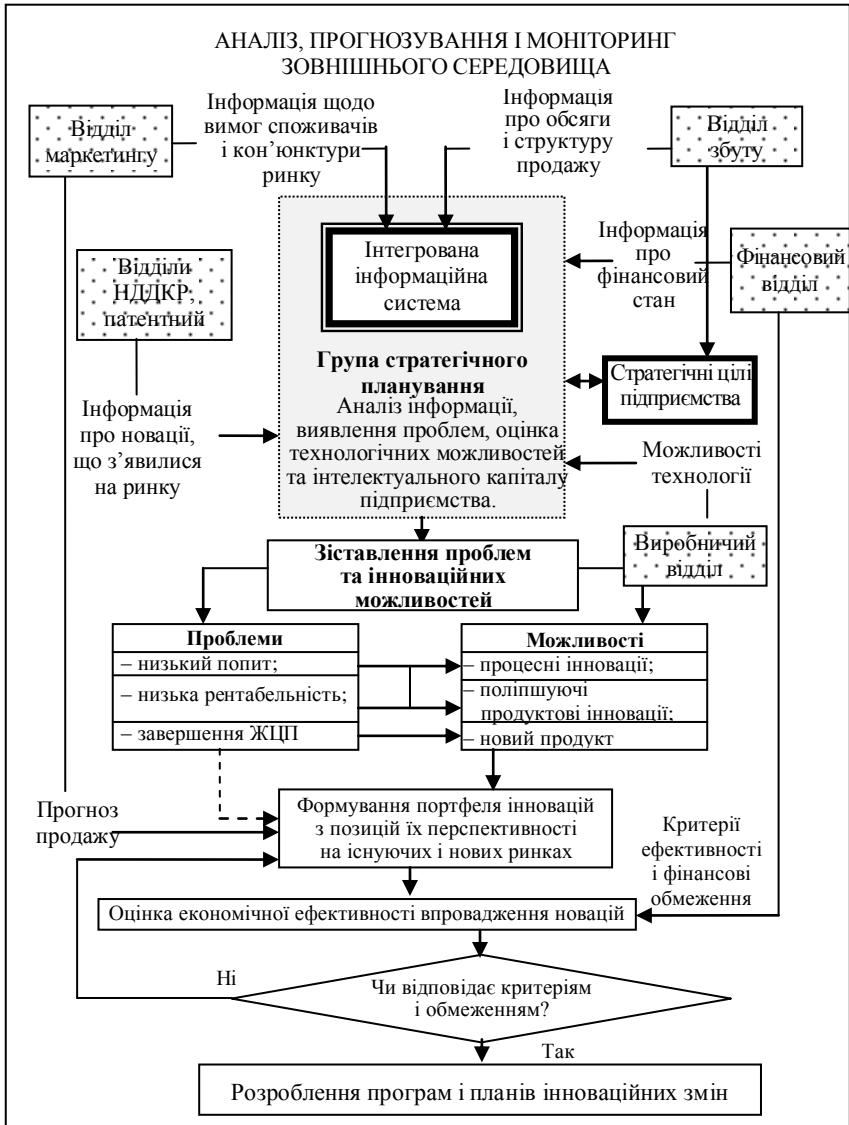 АНАЛІЗ, ПРОГНОЗУВАННЯ І МОНІТОРИНГ
ЗОВНІШНЬОГО СЕРЕДОВИЩА
Відділ
маркетингу
Інформація щодо
вимог споживачів
і кон’юнктури
ринку
Інформація
про обсяги
і структуру
продажу
Відділ
збуту
Відділи
НДДКР,
патентний
Інтегрована
інформаційна
система
Інформація
про
фінансовий
стан
Фінансовий
відділ
Група стратегічного
планування
Аналіз інформації,
виявлення проблем, оцінка
технологічних можливостей
та інтелектуального капіталу
підприємства.
Стратегічні цілі
підприємства
Інформація
про новації,
що з’явилися
на ринку
Можливості
технології
Виробничий
відділ
Зіставлення проблем
та інноваційних
можливостей
Проблеми
– низький попит;
– низька рентабельність;
– завершення ЖЦП
Можливості
– процесні інновації;
– поліпшуючі
продуктові інновації;
– новий продукт
Прогноз
продажу
Формування портфеля інновацій
з позицій їх перспективності
на існуючих і нових ринках
Критерії
ефективності
і фінансові
обмеження
Оцінка економічної ефективності впровадження новацій
Ні
Чи відповідає критеріям
і обмеженням?
Так
Розроблення програм і планів інноваційних змін